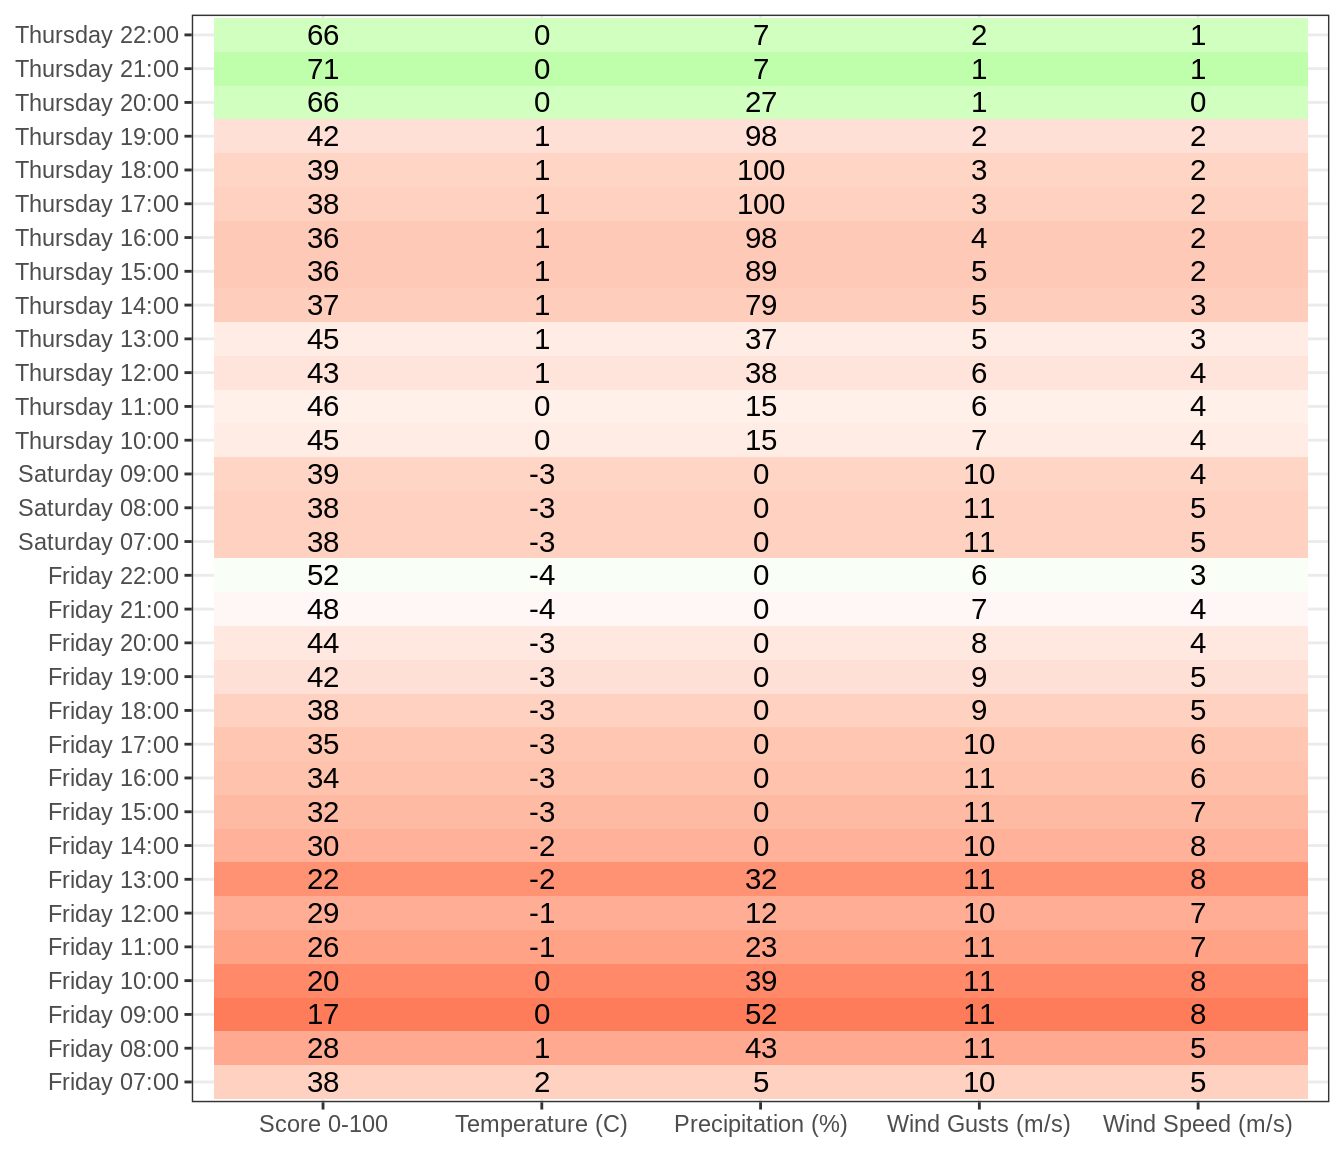 Thursday 22:00 66 0 7 2 1
Thursday 21:00 71 0 7 1 1
Thursday 20:00 66 0 27 1 0
Thursday 19:00 42 1 98 2 2
Thursday 18:00 39 1 100 3 2
Thursday 17:00 38 1 100 3 2
Thursday 16:00 36 1 98 4 2
Thursday 15:00 36 1 89 5 2
Thursday 14:00 37 1 79 5 3
Thursday 13:00 45 1 37 5 3
Thursday 12:00 43 1 38 6 4
Thursday 11:00 46 0 15 6 4
Thursday 10:00 45 0 15 7 4
Saturday 09:00 39 -3 0 10 4
Saturday 08:00 38 -3 0 11 5
Saturday 07:00 38 -3 0 11 5
Friday 22:00 52 -4 0 6 3
Friday 21:00 48 -4 0 7 4
Friday 20:00 44 -3 0 8 4
Friday 19:00 42 -3 0 9 5
Friday 18:00 38 -3 0 9 5
Friday 17:00 35 -3 0 10 6
Friday 16:00 34 -3 0 11 6
Friday 15:00 32 -3 0 11 7
Friday 14:00 30 -2 0 10 8
Friday 13:00 22 -2 32 11 8
Friday 12:00 29 -1 12 10 7
Friday 11:00 26 -1 23 11 7
Friday 10:00 20 0 39 11 8
Friday 09:00 17 0 52 11 8
Friday 08:00 28 1 43 11 5
Friday 07:00 38 2 5 10 5
Score 0-100 Temperature (C) Precipitation (%) Wind Gusts (m/s) Wind Speed (m/s)